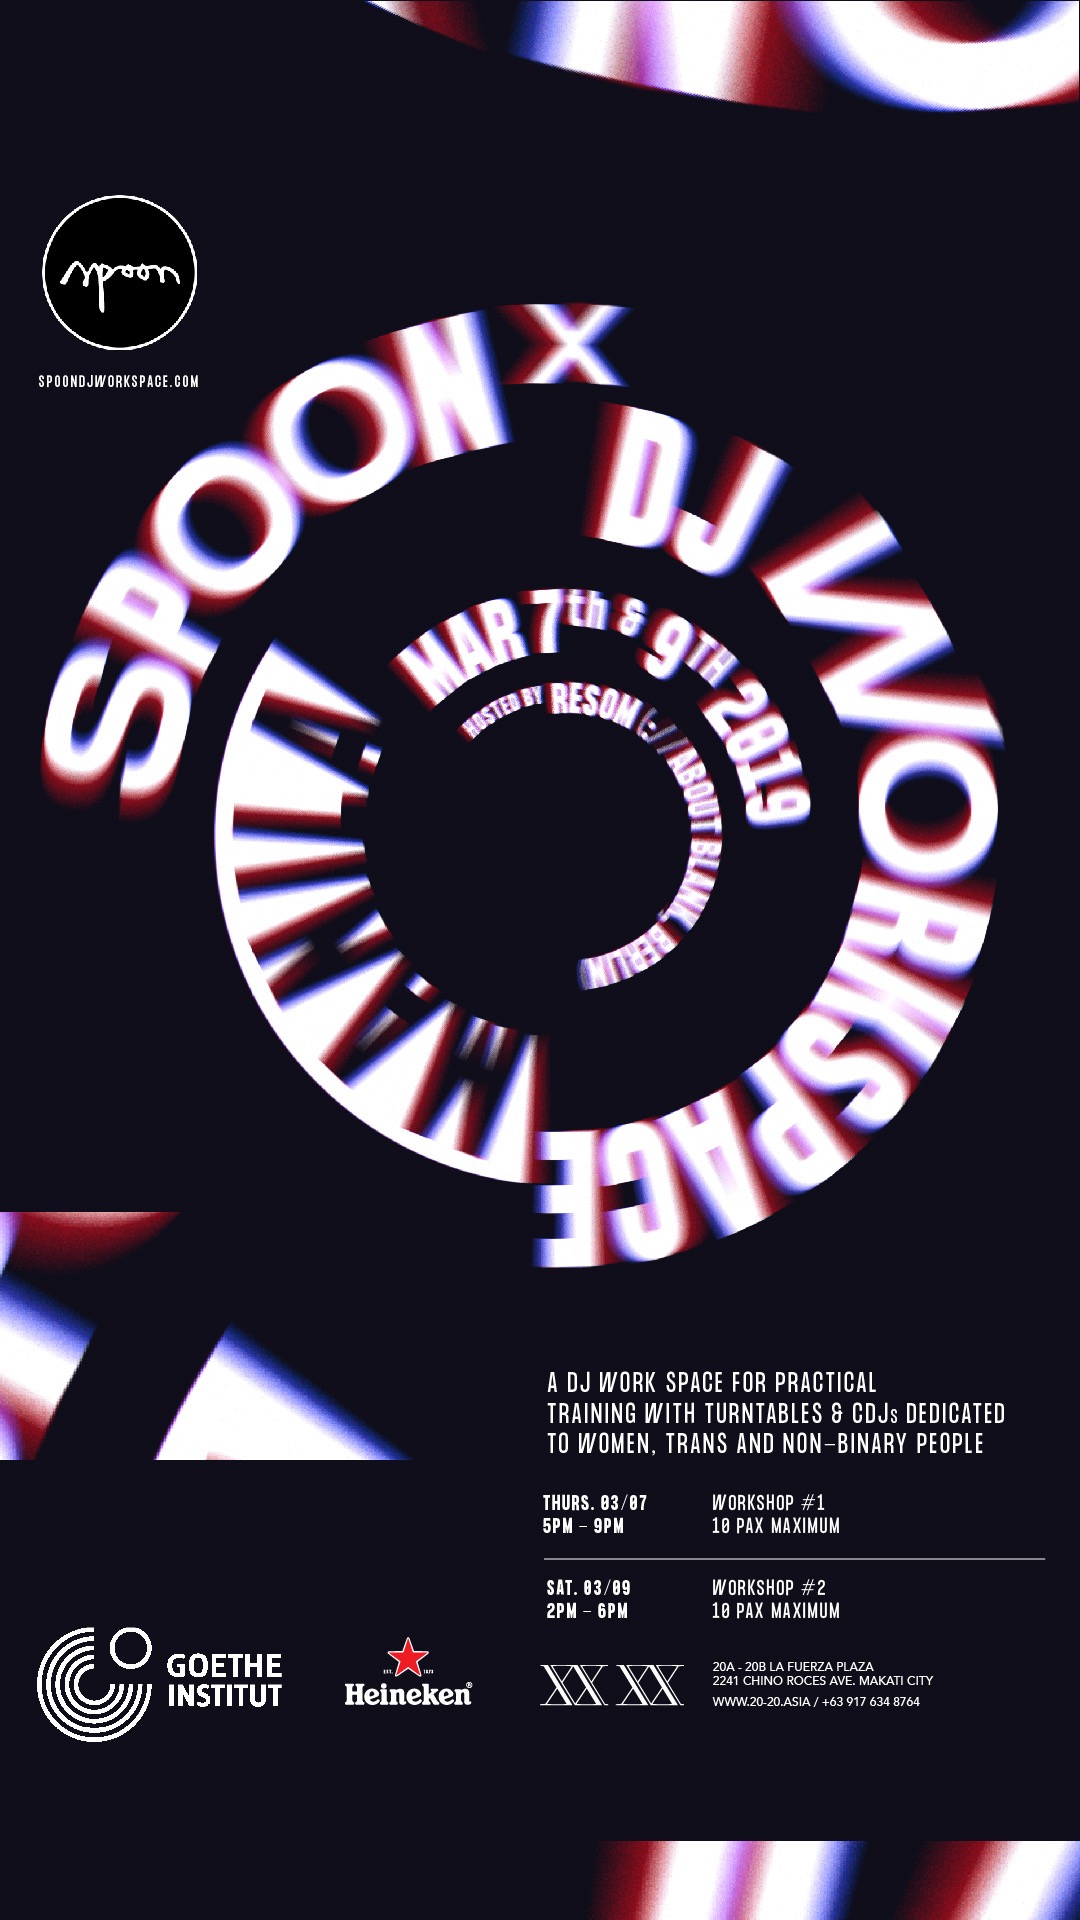 spoon
SPOONDJWORKSPACE.COM
SPOON X DJ WORKSPACE MANILA
MAR 7th & 9TH 2019
HOSTED BY RESOM (:// ABOUT BLANK, BERLIN
A DJ WORK SPACE FOR PRACTICAL
TRAINING WITH TURNTABLES & CDJs DEDICATED
TO WOMEN, TRANS AND NON-BINARY PEOPLE
THURS. 03/07 WORKSHOP #1
5PM - 9PM 10 PAX MAXIMUM
SAT. 03/09 WORKSHOP #2
2PM - 6PM 10 PAX MAXIMUM
GOETHE
INSTITUT
EST. 1873
Heineken®
XX XX
20A - 20B LA FUERZA PLAZA
2241 CHINO ROCES AVE. MAKATI CITY
WWW.20-20.ASIA / +63 917 634 8764